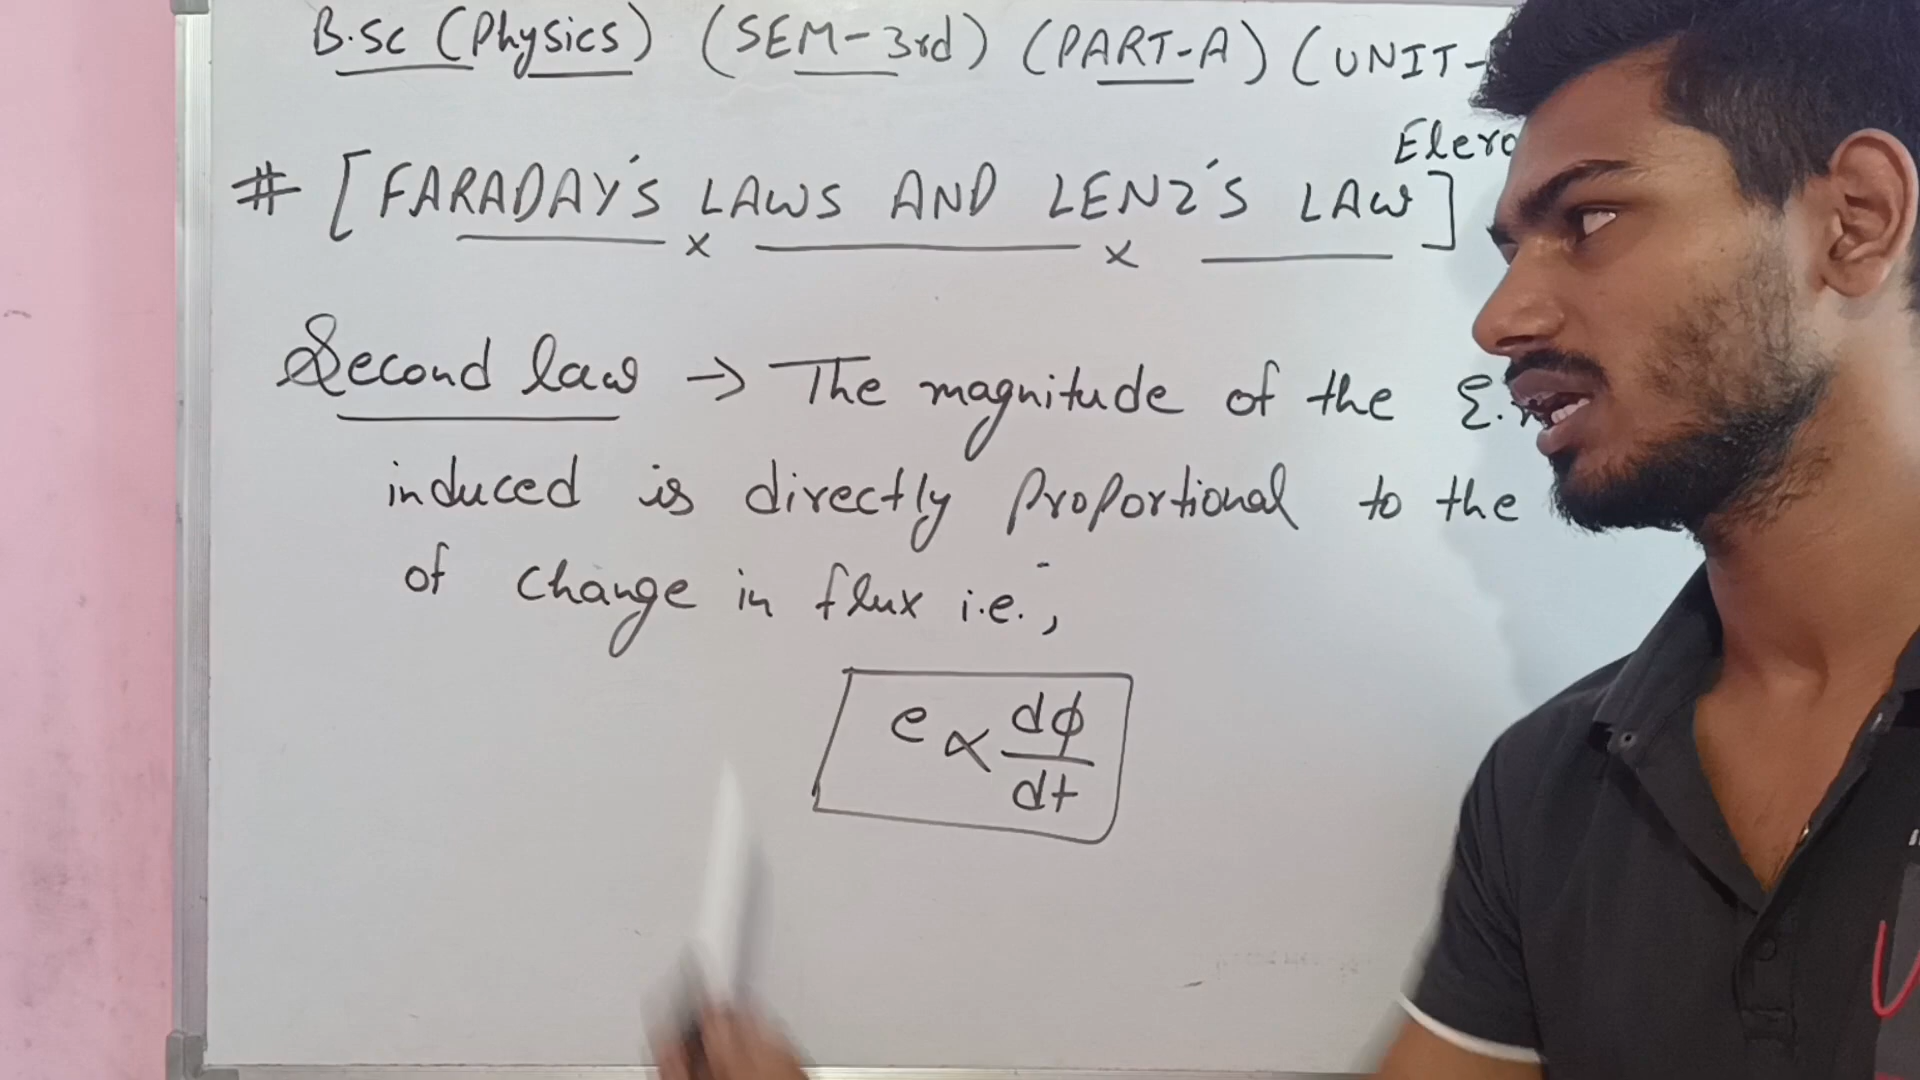 B.Sc (Physics) (SEM-3rd) (PART-A) (UNIT-
# [FARADAY'S LAWS AND LENZ'S LAW]
Second law → The magnitude of the
induced is directly proportional to the
of change in flux i.e.,
e ∝ dφ/dt